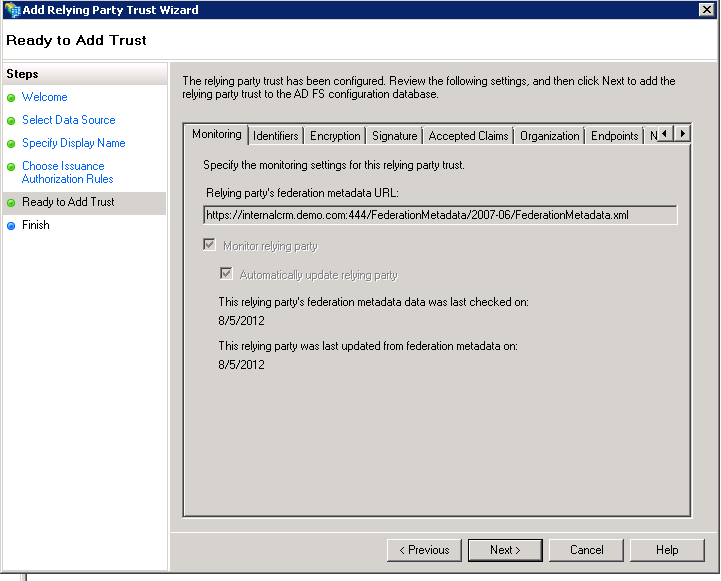 Add Relying Party Trust Wizard
Ready to Add Trust
Steps
Welcome
Select Data Source
Specify Display Name
Choose Issuance
Authorization Rules
Ready to Add Trust
Finish
The relying party trust has been configured. Review the following settings, and then click Next to add the
relying party trust to the AD FS configuration database.
Monitoring Identifiers Encryption Signature Accepted Claims Organization Endpoints N
Specify the monitoring settings for this relying party trust.
Relying party's federation metadata URL:
https://internalcrm.demo.com:444/FederationMetadata/2007-06/FederationMetadata.xml
Monitor relying party
Automatically update relying party
This relying party's federation metadata data was last checked on:
8/5/2012
This relying party was last updated from federation metadata on:
8/5/2012
< Previous Next > Cancel Help